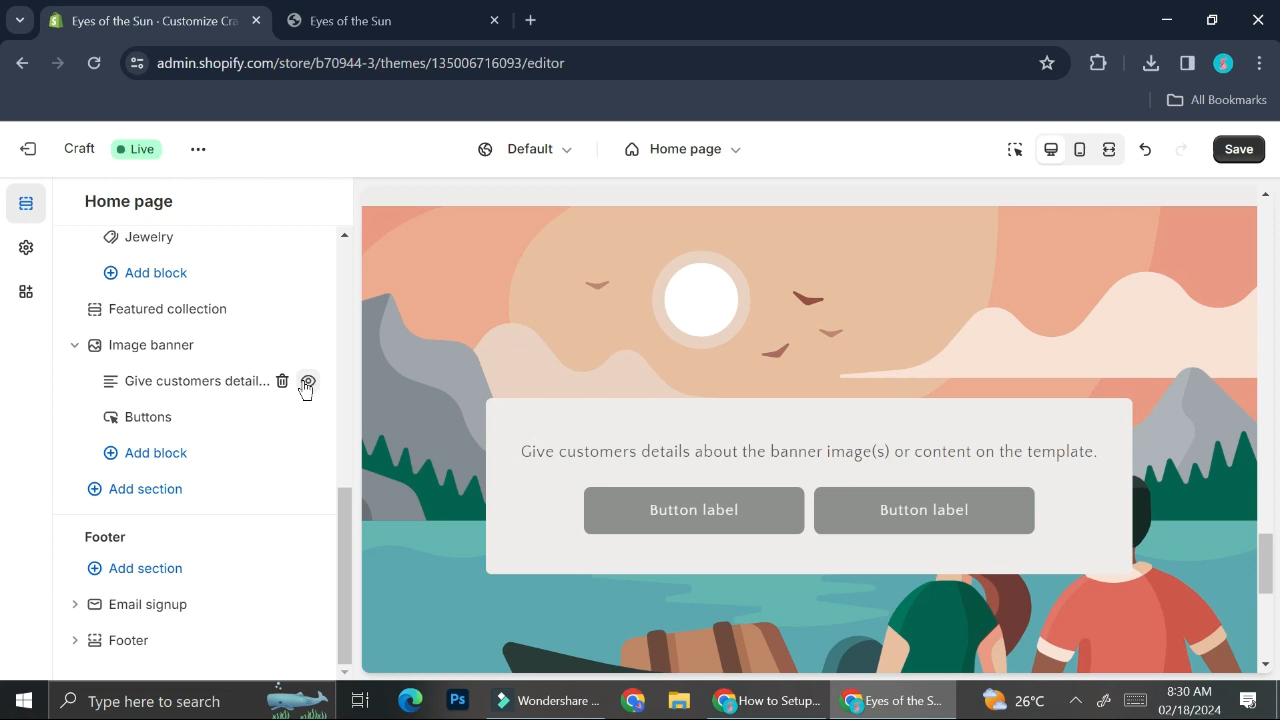 Eyes of the Sun · Customize Cra
Eyes of the Sun
admin.shopify.com/store/b70944-3/themes/135006716093/editor
All Bookmarks
Craft
Live
Default
Home page
Save
Home page
Jewelry
Add block
Featured collection
Image banner
Give customers detail...
Buttons
Add block
Add section
Footer
Add section
Email signup
Footer
Give customers details about the banner image(s) or content on the template.
Button label
Button label
Type here to search
Ps
Wondershare ...
How to Setup...
Eyes of the S...
26°C
8:30 AM
02/18/2024